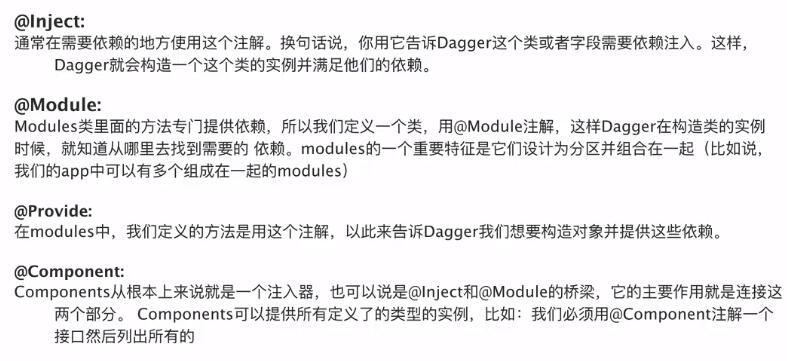 @Inject:
通常在需要依赖的地方使用这个注解。换句话说，你用它告诉Dagger这个类或者字段需要依赖注入。这样，
Dagger就会构造一个这个类的实例并满足他们的依赖。
@Module:
Modules类里面的方法专门提供依赖，所以我们定义一个类，用@Module注解，这样Dagger在构造类的实例
时候，就知道从哪里去找到需要的 依赖。modules的一个重要特征是它们设计为分区并组合在一起（比如说，
我们的app中可以有多个组成在一起的modules）
@Provide:
在modules中，我们定义的方法是用这个注解，以此来告诉Dagger我们想要构造对象并提供这些依赖。
@Component:
Components从根本上来说就是一个注入器，也可以说是@Inject和@Module的桥梁，它的主要作用就是连接这
两个部分。 Components可以提供所有定义了的类型的实例，比如：我们必须用@Component注解一个
接口然后列出所有的